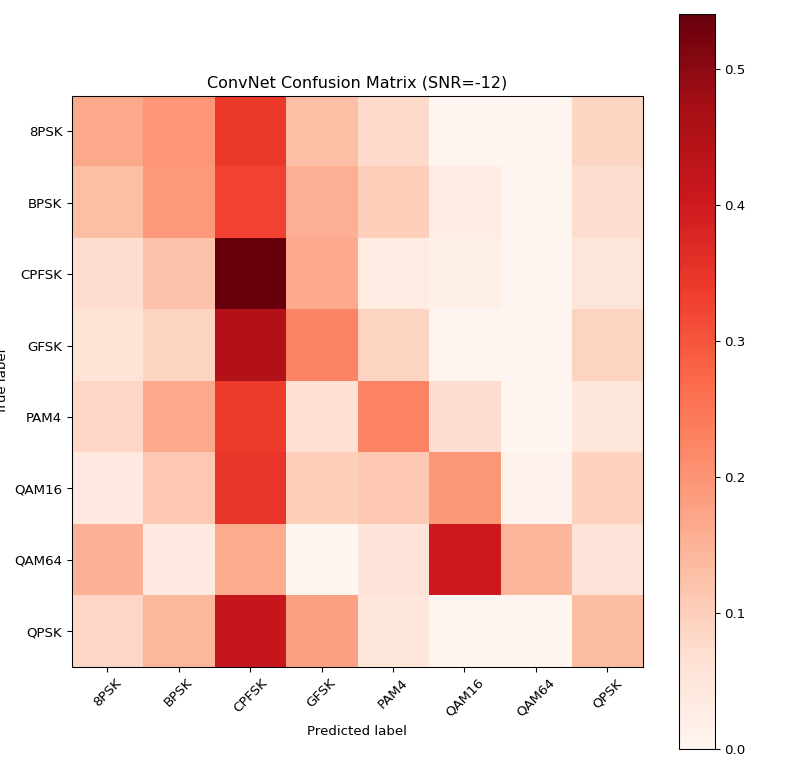 ConvNet Confusion Matrix (SNR=-12)
8PSK
BPSK
CPFSK
GFSK
PAM4
QAM16
QAM64
QPSK
8PSK
BPSK
CPFSK
GFSK
PAM4
QAM16
QAM64
QPSK
Predicted label
True label
0.5
0.4
0.3
0.2
0.1
0.0